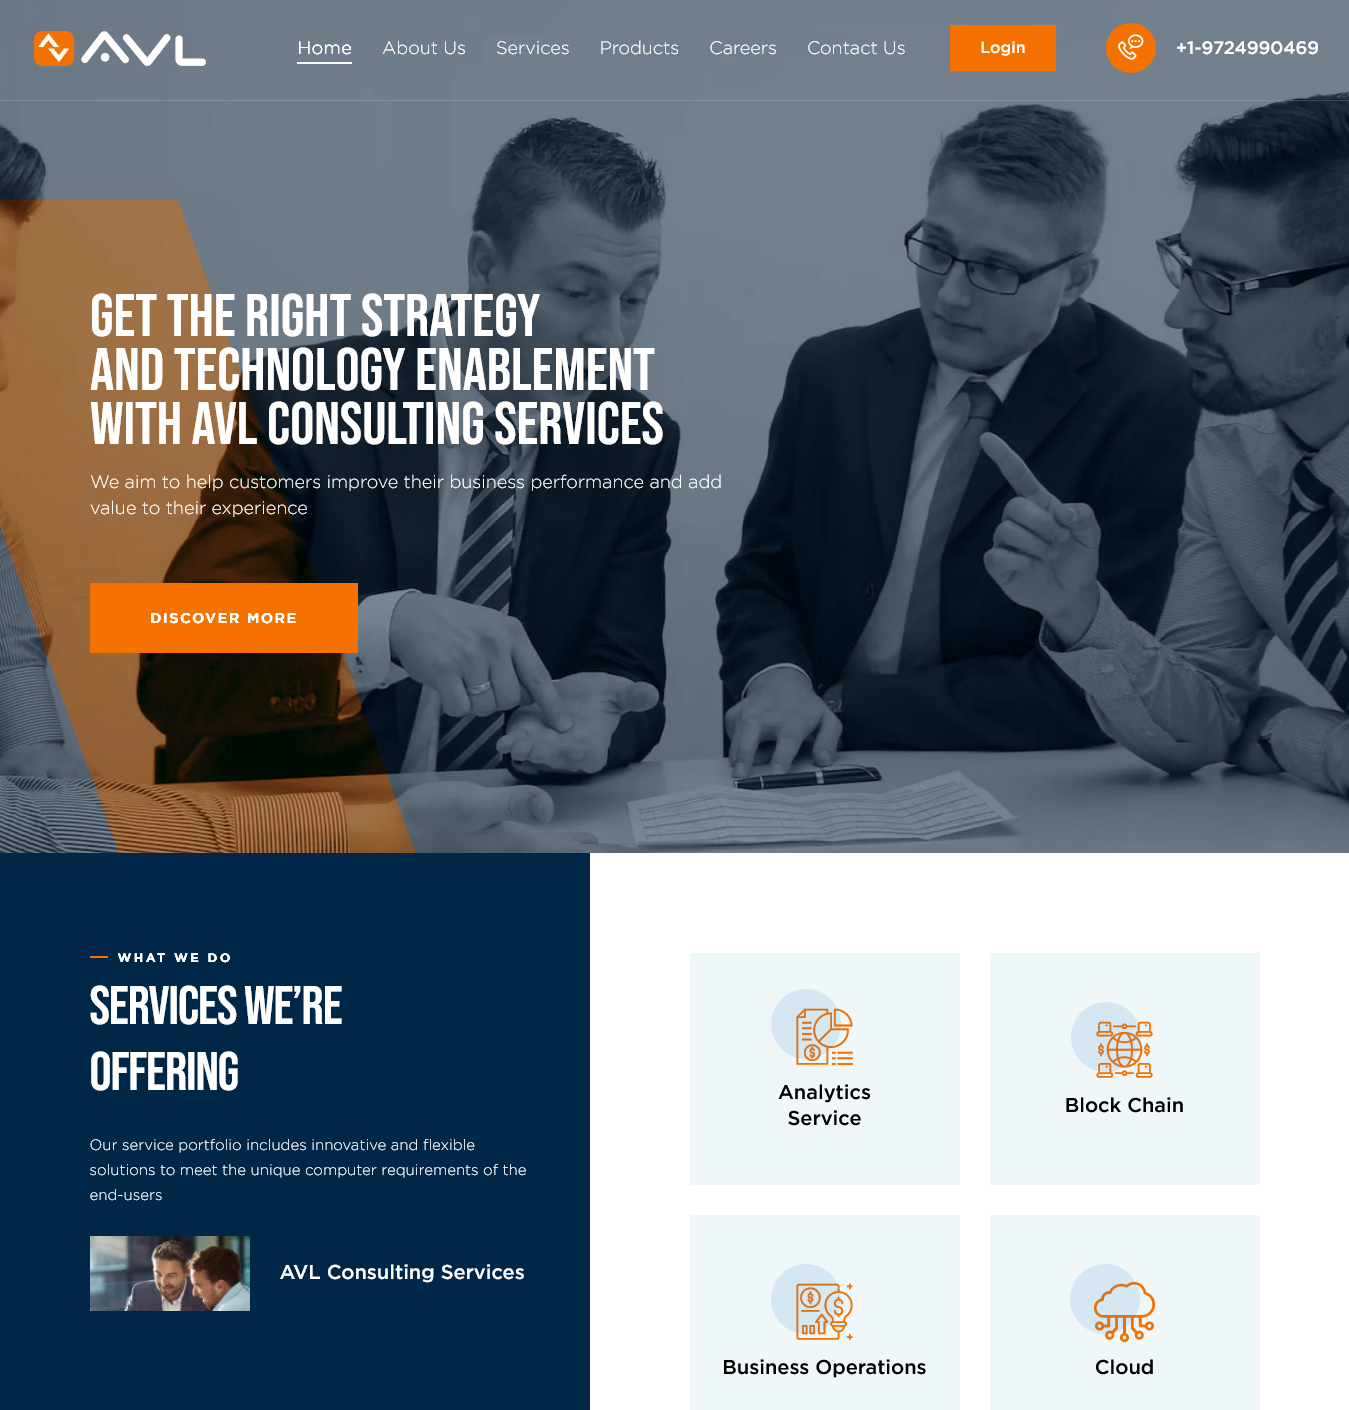 AVL
Home About Us Services Products Careers Contact Us Login +1-9724990469
GET THE RIGHT STRATEGY
AND TECHNOLOGY ENABLEMENT
WITH AVL CONSULTING SERVICES
We aim to help customers improve their business performance and add
value to their experience
DISCOVER MORE
WHAT WE DO
SERVICES WE'RE
OFFERING
Our service portfolio includes innovative and flexible
solutions to meet the unique computer requirements of the
end-users
AVL Consulting Services
Analytics
Service
Block Chain
Business Operations
Cloud